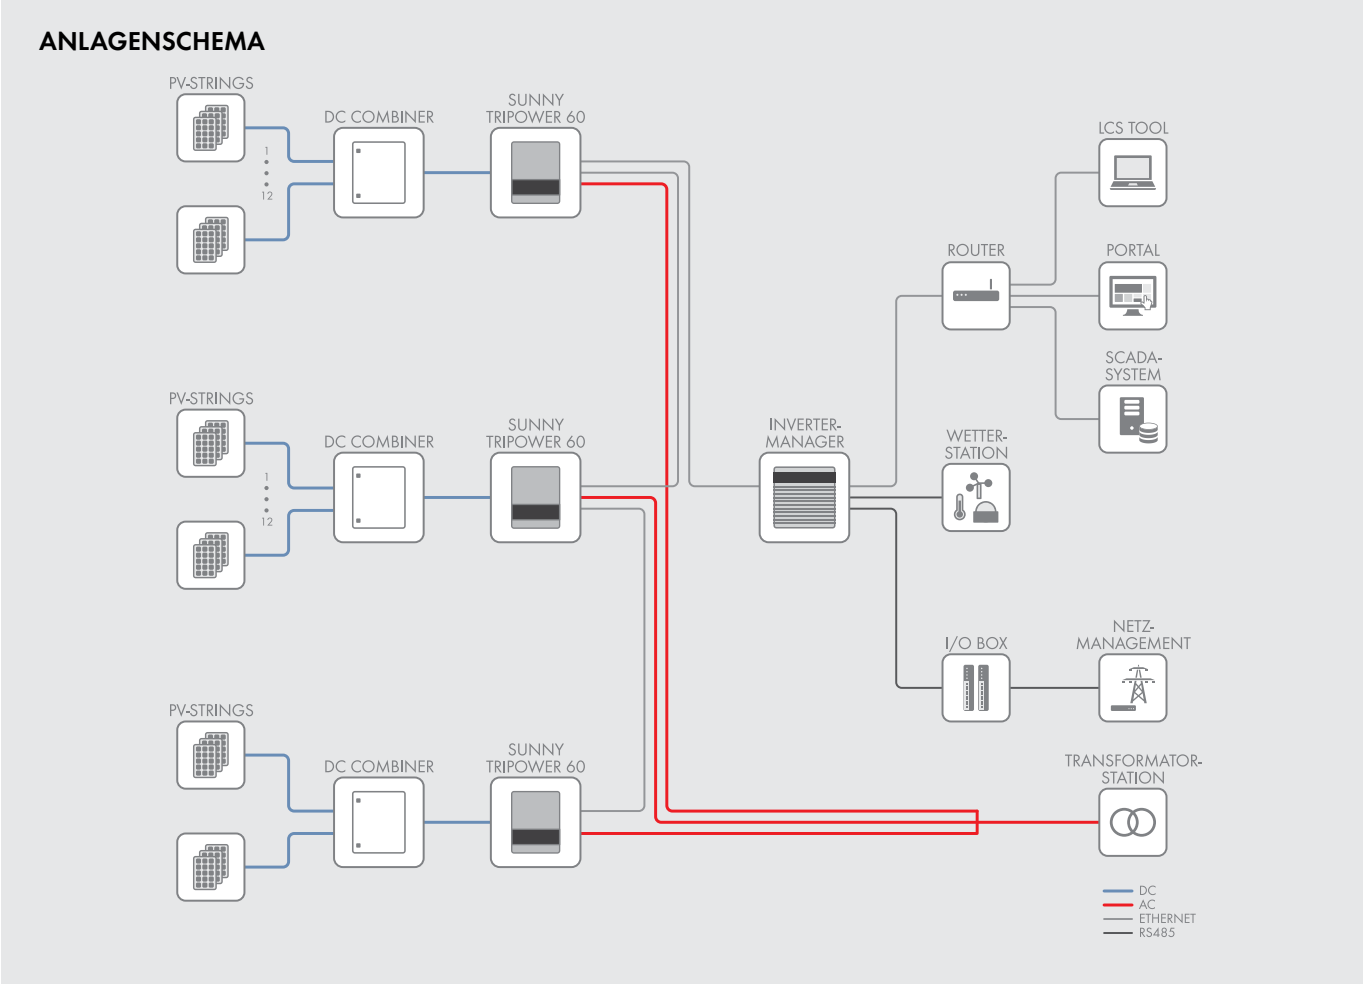 ANLAGENSCHEMA
PV-STRINGS
DC COMBINER
SUNNY
TRIPOWER 60
1
12
LCS TOOL
ROUTER
PORTAL
SCADA-
SYSTEM
PV-STRINGS
DC COMBINER
SUNNY
TRIPOWER 60
1
12
INVERTER-
MANAGER
WETTER-
STATION
I/O BOX
NETZ-
MANAGEMENT
PV-STRINGS
DC COMBINER
SUNNY
TRIPOWER 60
TRANSFORMATOR-
STATION
DC
AC
ETHERNET
RS485